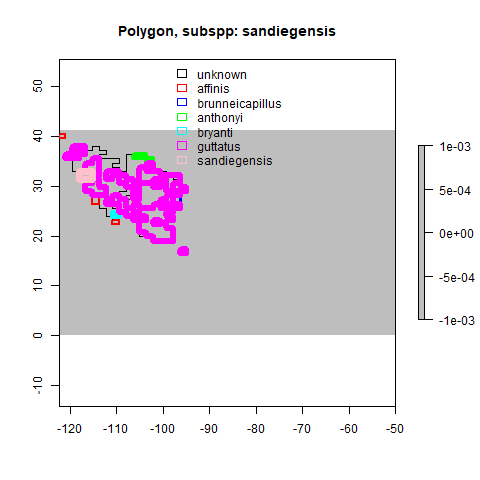 Polygon, subspp: sandiegensis
unknown
affinis
brunneicapillus
anthonyi
bryanti
guttatus
sandiegensis
50
40
30
20
10
0
-10
-120
-110
-100
-90
-80
-70
-60
-50
1e-03
5e-04
0e+00
-5e-04
-1e-03